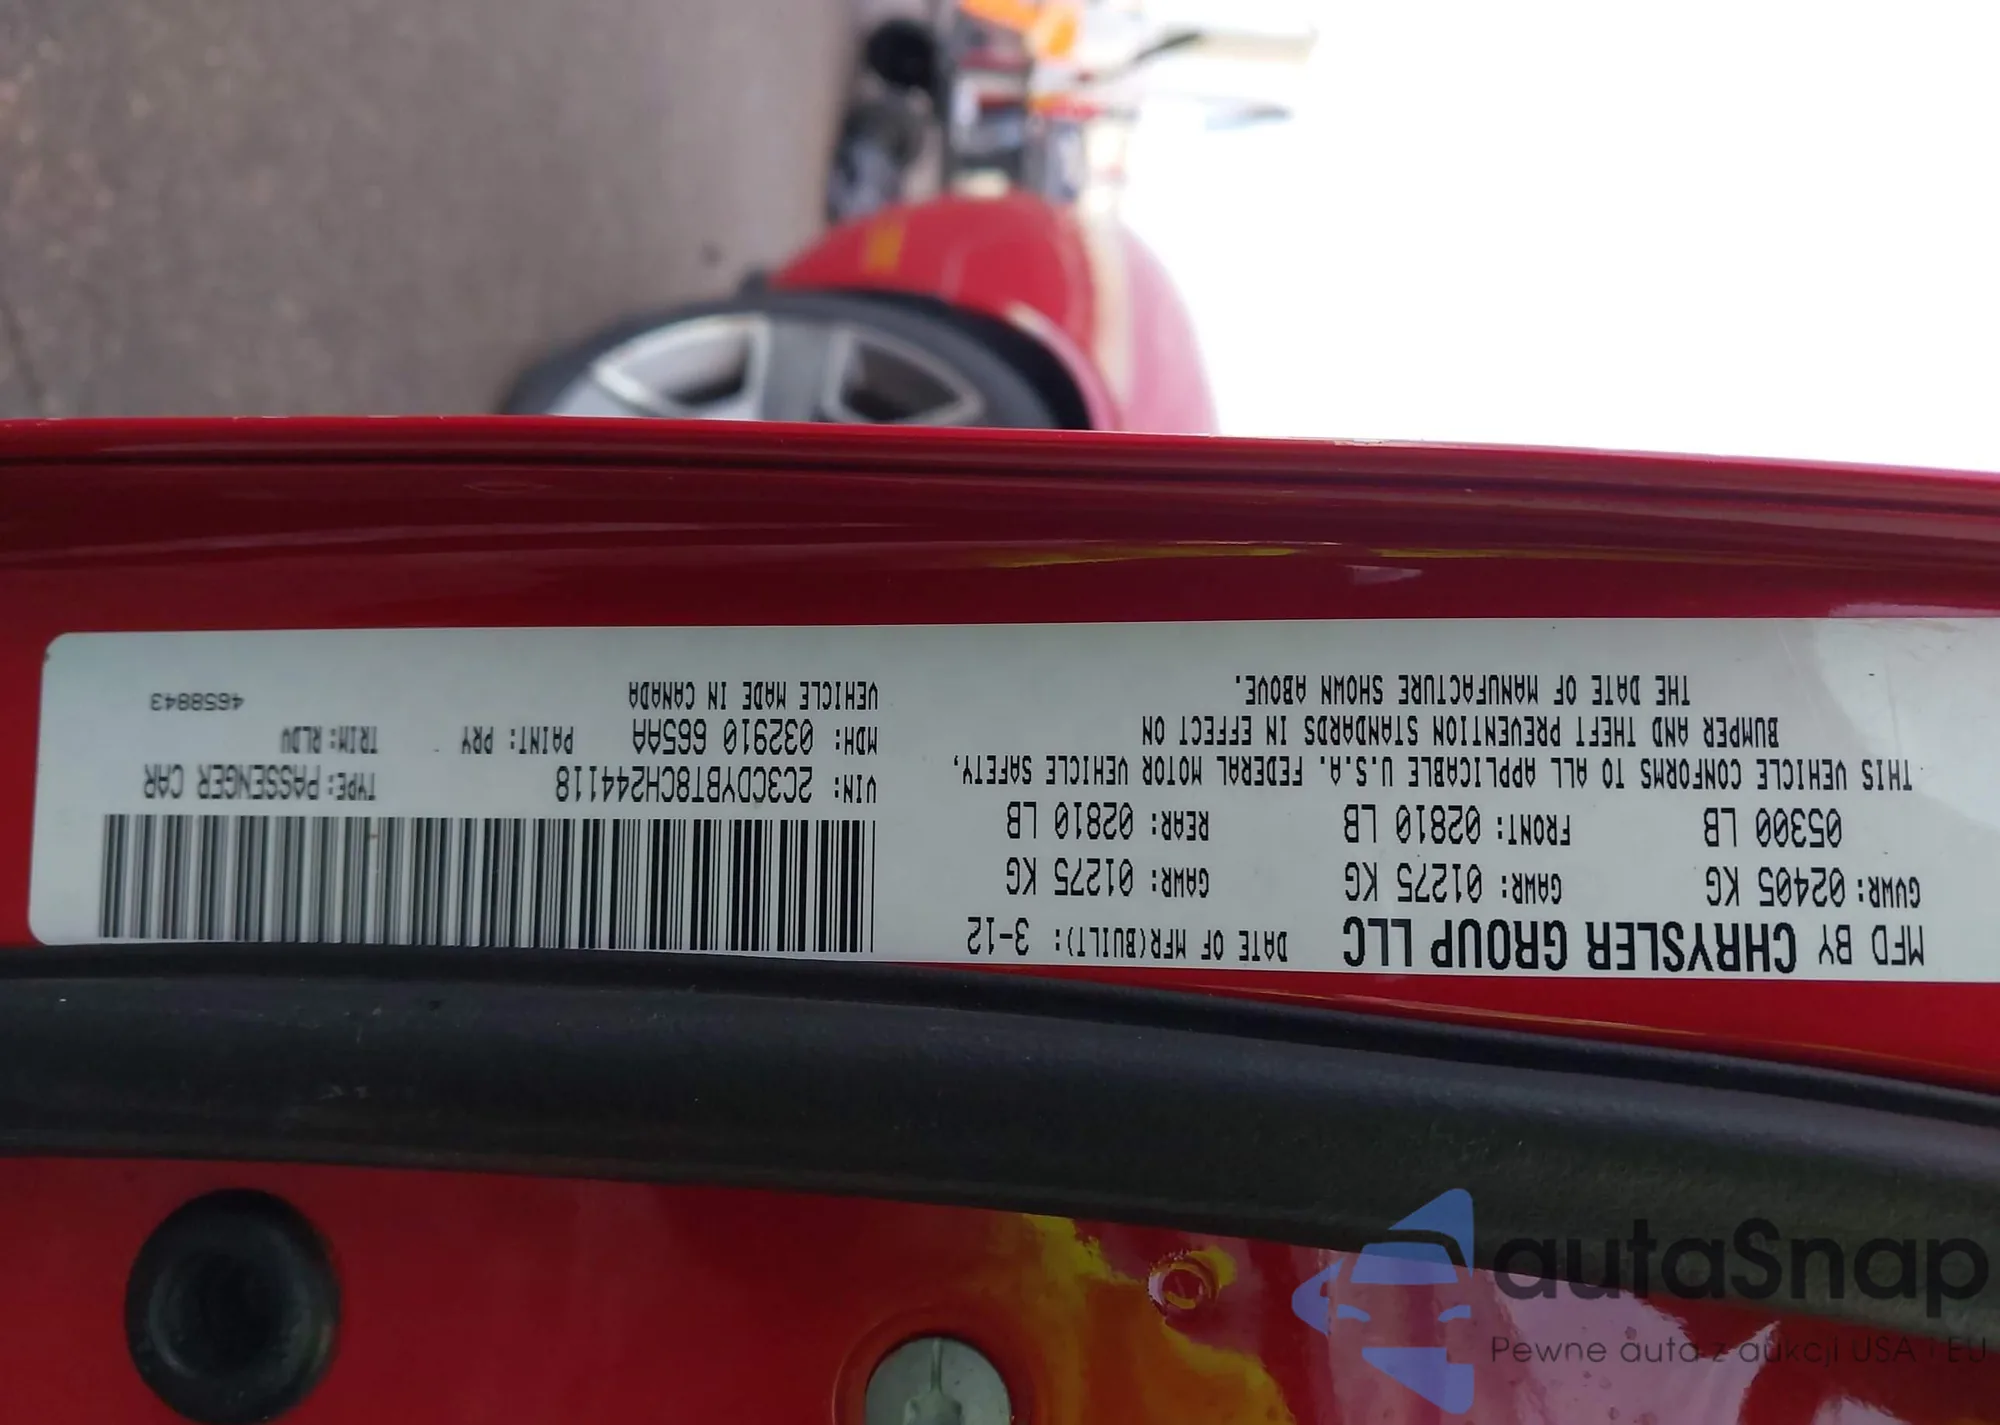 MFD BY CHRYSLER GROUP LLC DATE OF MFR(BUILT): 3-12
GVWR: 02405 KG GAWR: 01275 KG GAWR: 01275 KG
05300 LB FRONT: 02810 LB REAR: 02810 LB
THIS VEHICLE CONFORMS TO ALL APPLICABLE U.S.A. FEDERAL MOTOR VEHICLE SAFETY,
BUMPER AND THEFT PREVENTION STANDARDS IN EFFECT ON
THE DATE OF MANUFACTURE SHOWN ABOVE.
VIN: 2C3CDYBT8CH244118 TYPE: PASSENGER CAR
MDH: 032910 665AA PAINT: PRY TRIM: RLDV
VEHICLE MADE IN CANADA 4658843
autaSnap
Pewne auta z aukcji USA i EU